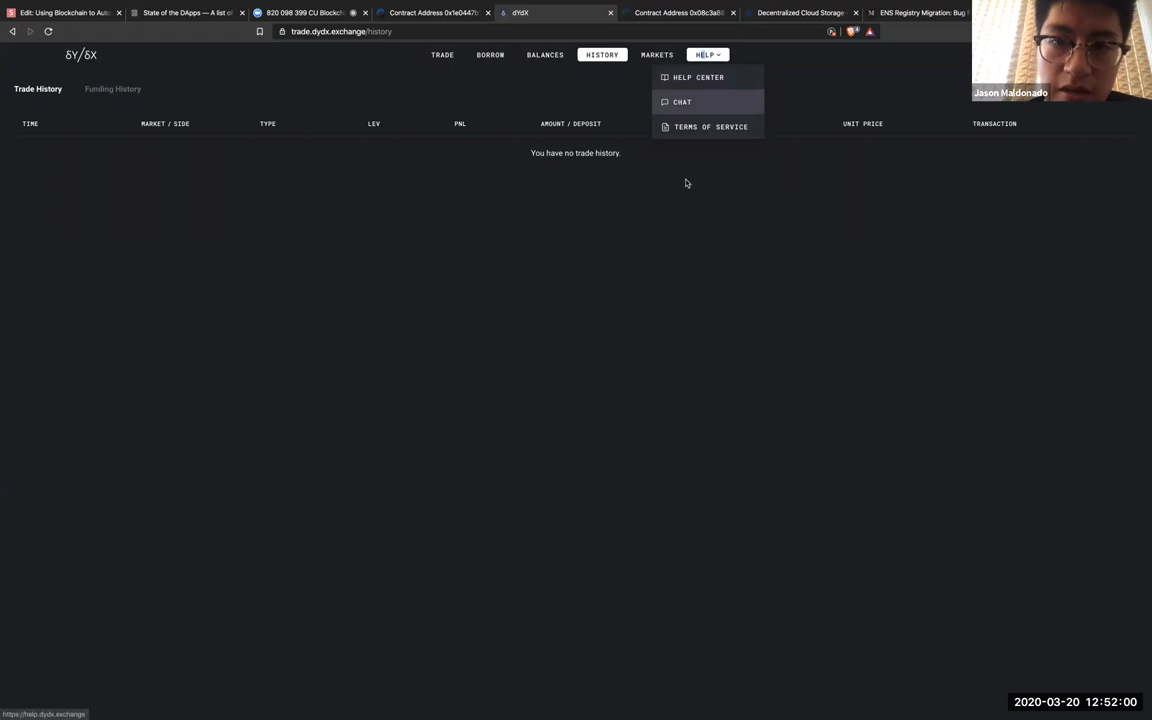 Edit: Using Blockchain to Auto
State of the DApps — A list of
820 098 399 CU Blockch
Contract Address 0x1e0447b
dYdX
Contract Address 0x08c3a88
Decentralized Cloud Storage
ENS Registry Migration: Bug F
trade.dydx.exchange/history
δY/δX
TRADE
BORROW
BALANCES
HISTORY
MARKETS
HELP
HELP CENTER
CHAT
TERMS OF SERVICE
Jason Maldonado
Trade History
Funding History
TIME
MARKET / SIDE
TYPE
LEV
PNL
AMOUNT / DEPOSIT
UNIT PRICE
TRANSACTION
You have no trade history.
https://help.dydx.exchange
2020-03-20 12:52:00